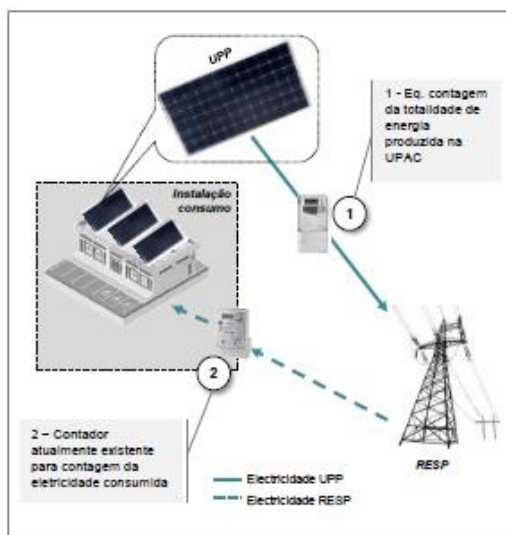 UPP
1 - Eq. contagem
da totalidade de
energia
produzida na
UPAC
Instalação
consumo
1
2
2 – Contador
atualmente existente
para contagem da
eletricidade consumida
RESP
Electricidade UPP
Electricidade RESP